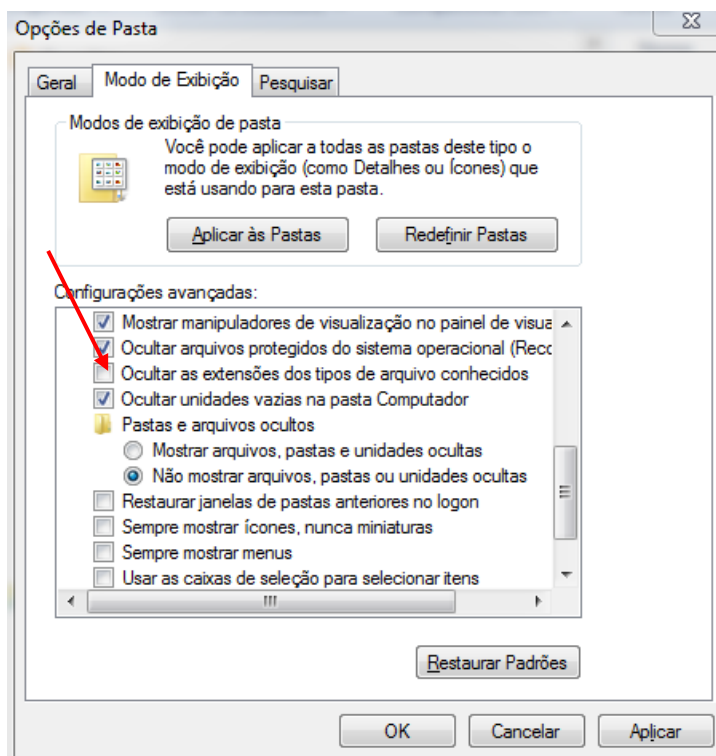 Opções de Pasta
Geral
Modo de Exibição
Pesquisar
Modos de exibição de pasta
Você pode aplicar a todas as pastas deste tipo o
modo de exibição (como Detalhes ou Ícones) que
está usando para esta pasta.
Aplicar às Pastas
Redefinir Pastas
Configurações avançadas:
Mostrar manipuladores de visualização no painel de visua
Ocultar arquivos protegidos do sistema operacional (Reco
Ocultar as extensões dos tipos de arquivo conhecidos
Ocultar unidades vazias na pasta Computador
Pastas e arquivos ocultos
Mostrar arquivos, pastas e unidades ocultas
Não mostrar arquivos, pastas ou unidades ocultas
Restaurar janelas de pastas anteriores no logon
Sempre mostrar ícones, nunca miniaturas
Sempre mostrar menus
Usar as caixas de seleção para selecionar itens
Restaurar Padrões
OK
Cancelar
Aplicar